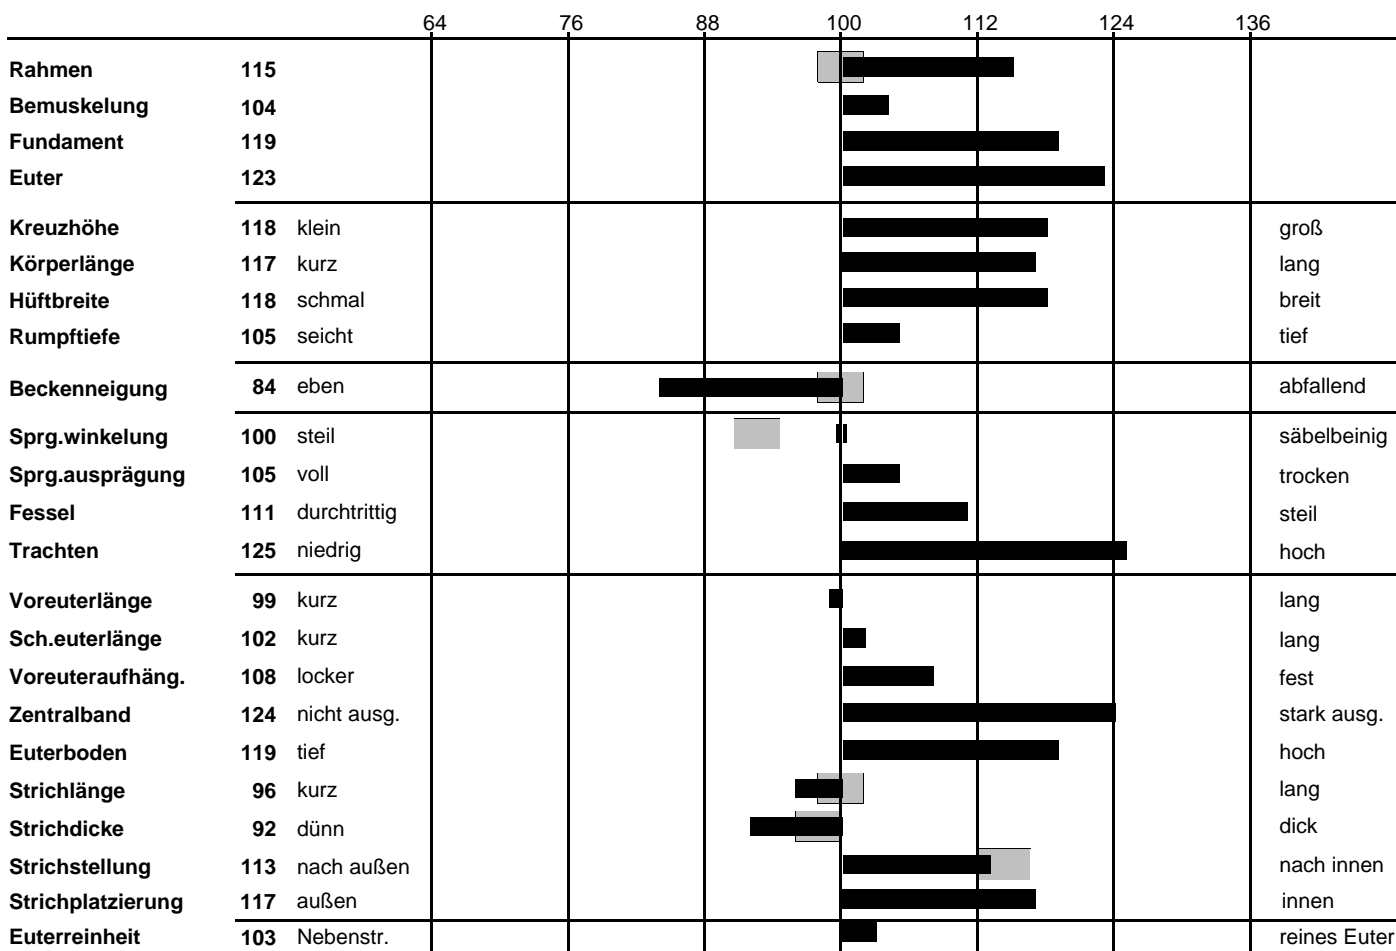 64 76 88 100 112 124 136
Rahmen 115
Bemuskelung 104
Fundament 119
Euter 123
Kreuzhöhe 118 klein groß
Körperlänge 117 kurz lang
Hüftbreite 118 schmal breit
Rumpftiefe 105 seicht tief
Beckenneigung 84 eben abfallend
Sprg.winkelung 100 steil säbelbeinig
Sprg.ausprägung 105 voll trocken
Fessel 111 durchtrittig steil
Trachten 125 niedrig hoch
Voreuterlänge 99 kurz lang
Sch.euterlänge 102 kurz lang
Voreuteraufhäng. 108 locker fest
Zentralband 124 nicht ausg. stark ausg.
Euterboden 119 tief hoch
Strichlänge 96 kurz lang
Strichdicke 92 dünn dick
Strichstellung 113 nach außen nach innen
Strichplatzierung 117 außen innen
Euterreinheit 103 Nebenstr. reines Euter